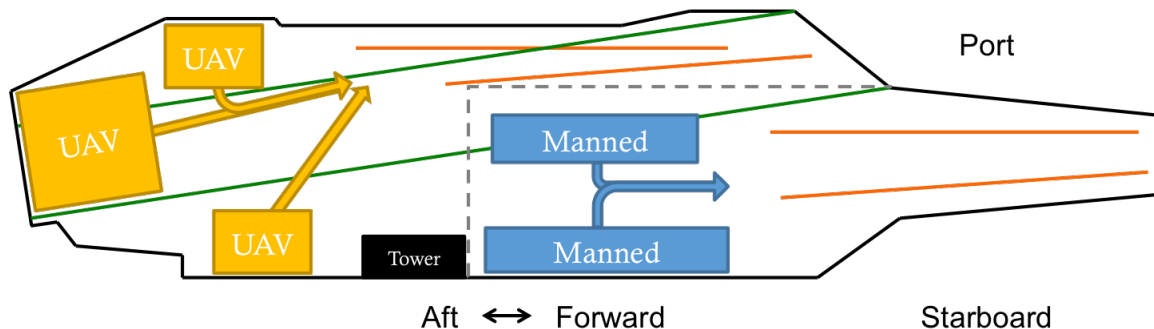 UAV
Port
UAV
Manned
UAV
Manned
Tower
Aft
Forward
Starboard